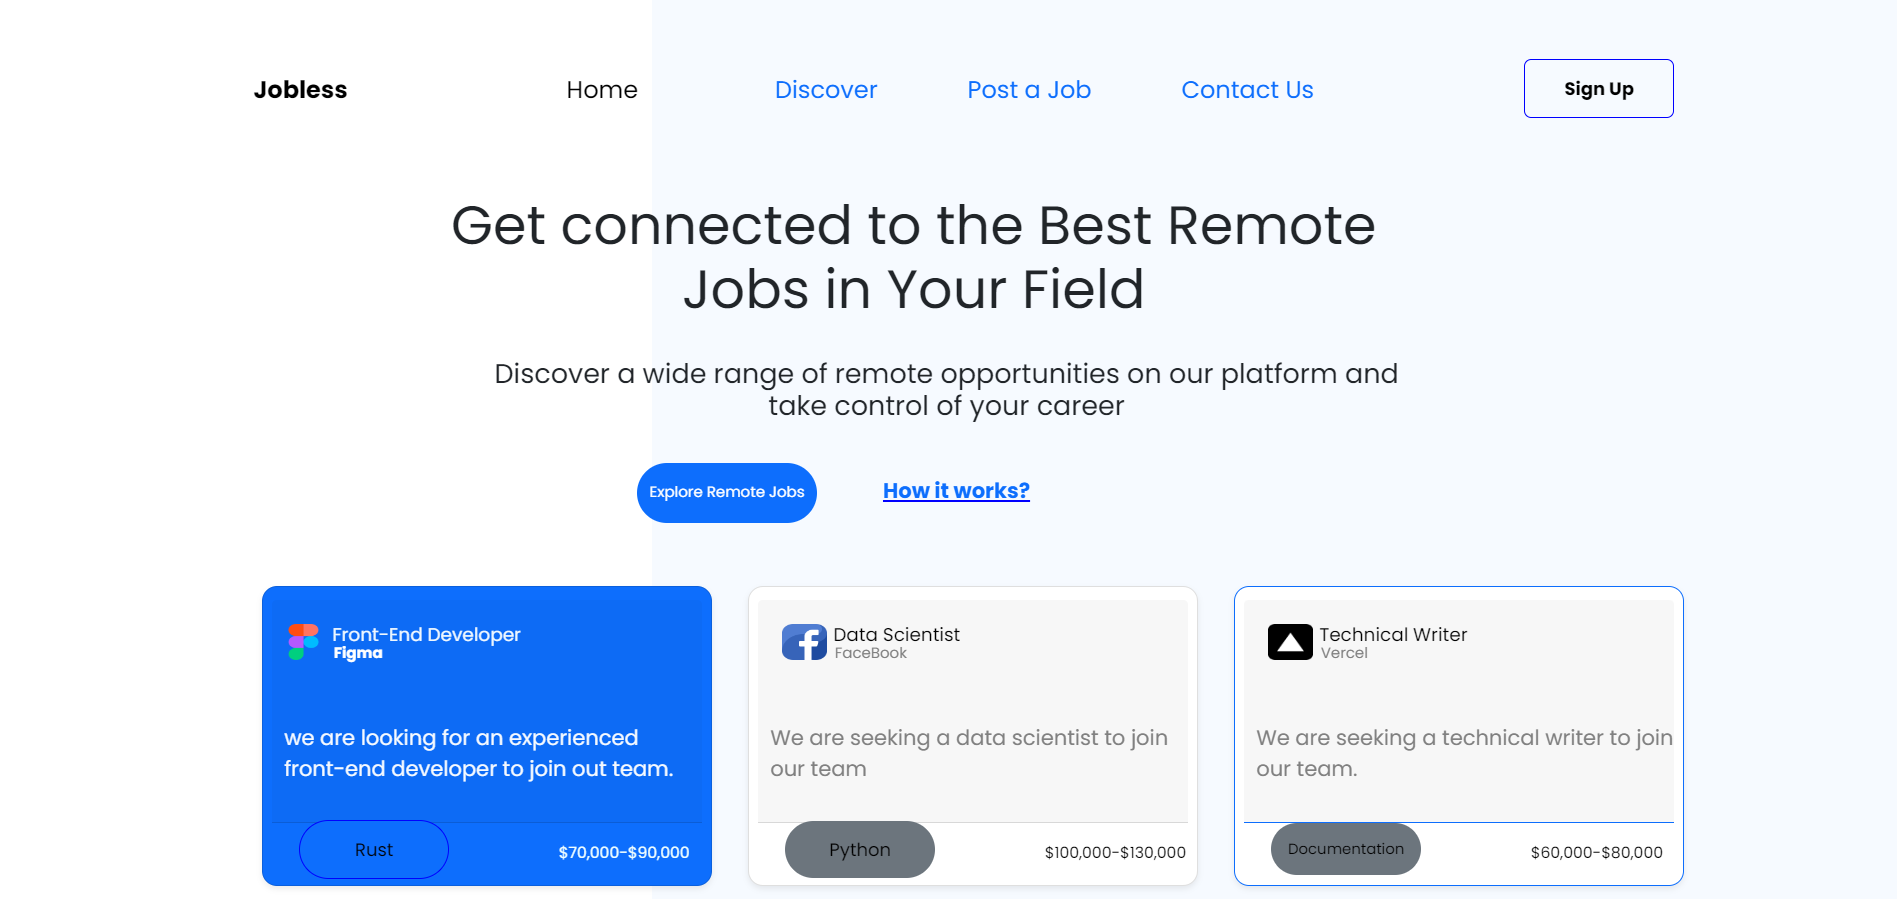 Jobless Home Discover Post a Job Contact Us Sign Up
Get connected to the Best Remote
Jobs in Your Field
Discover a wide range of remote opportunities on our platform and
take control of your career
Explore Remote Jobs How it works?
Front-End Developer
Figma
we are looking for an experienced
front-end developer to join out team.
Rust $70,000-$90,000
Data Scientist
FaceBook
We are seeking a data scientist to join
our team
Python $100,000-$130,000
Technical Writer
Vercel
We are seeking a technical writer to join
our team.
Documentation $60,000-$80,000